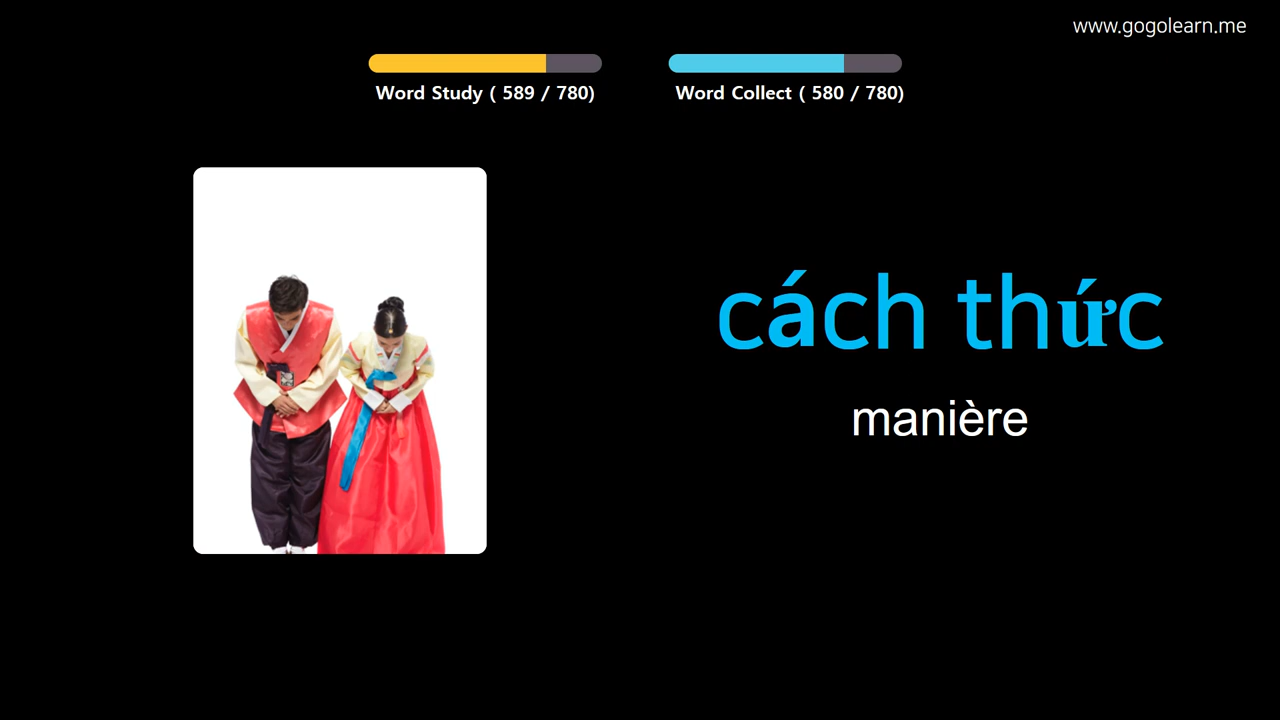 www.gogolearn.me
Word Study ( 589 / 780)
Word Collect ( 580 / 780)
cách thức
manière